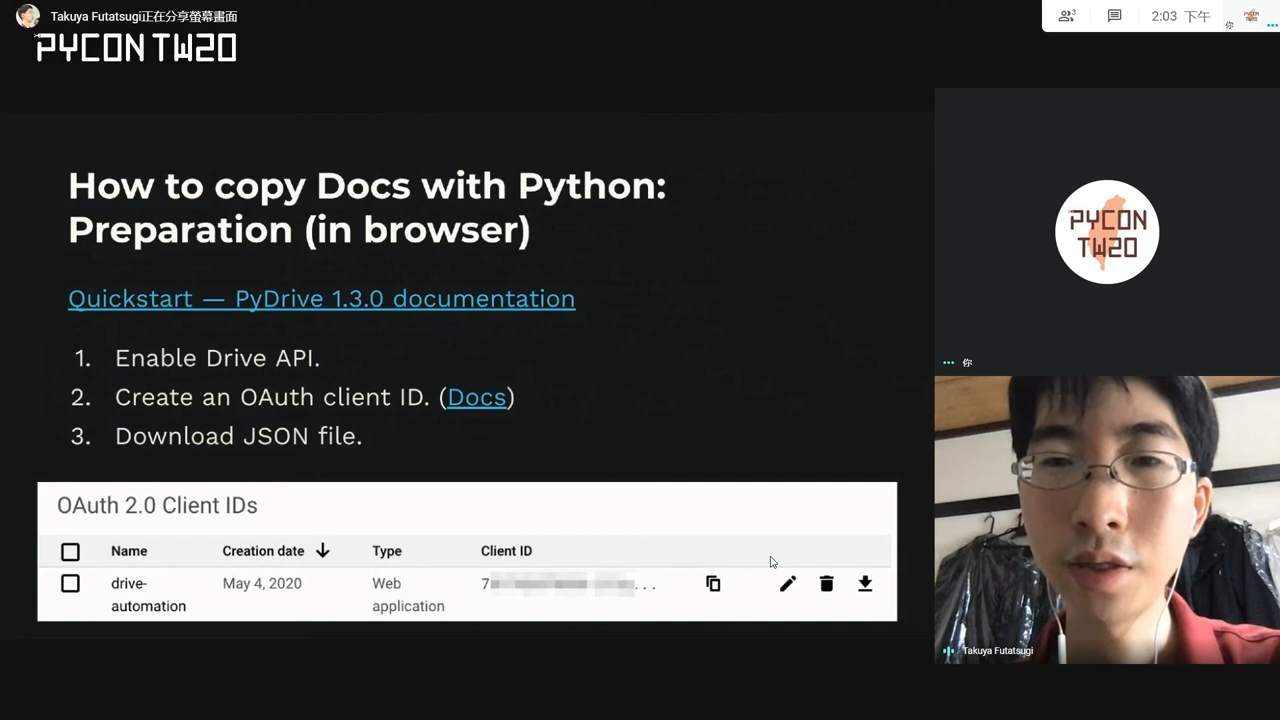 Takuya Futatsugi正在分享螢幕畫面
PYCON TW20
3
2:03 下午
你
How to copy Docs with Python:
Preparation (in browser)
Quickstart — PyDrive 1.3.0 documentation
1. Enable Drive API.
2. Create an OAuth client ID. (Docs)
3. Download JSON file.
OAuth 2.0 Client IDs
Name Creation date Type Client ID
drive-automation May 4, 2020 Web application 7 ...
PYCON
TW20
你
Takuya Futatsugi